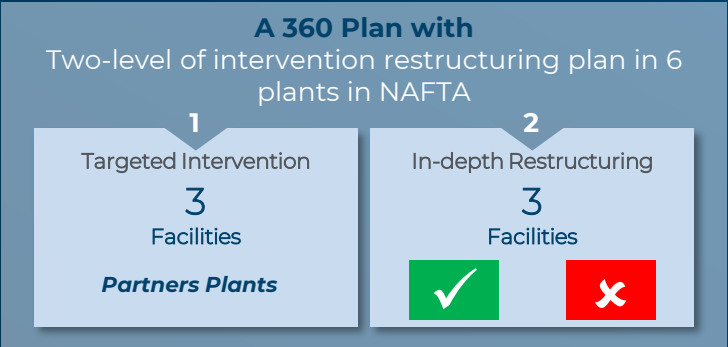 A 360 Plan with
Two-level of intervention restructuring plan in 6
plants in NAFTA
1
Targeted Intervention
3
Facilities
Partners Plants
2
In-depth Restructuring
3
Facilities